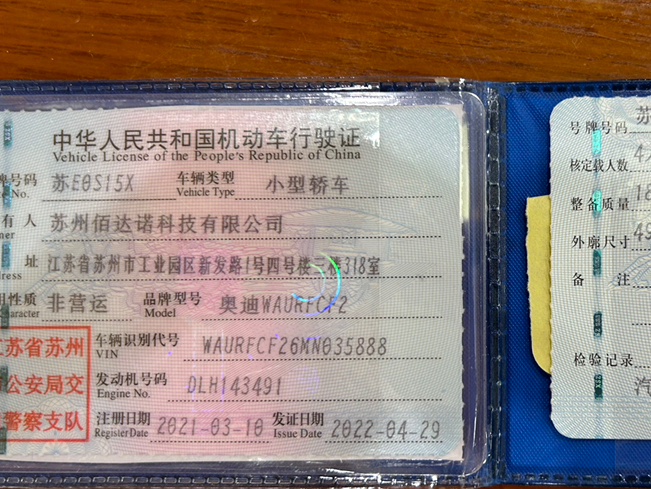 中华人民共和国机动车行驶证
Vehicle License of the People's Republic of China
牌号码 苏E0S15X 车辆类型 小型轿车
e No. Vehicle Type
有 人 苏州佰达诺科技有限公司
ner
址 江苏省苏州市工业园区新发路1号四号楼三楼318室
ress
用性质 非营运 品牌型号 奥迪WAURFCF2
haracter Model
江苏省苏州
市公安局交
通警察支队
车辆识别代号 WAURFCF26MN035888
VIN
发动机号码 DLH143491
Engine No.
注册日期 2021-03-10 发证日期 2022-04-29
Register Date Issue Date
号牌号码 苏
核定载人数
整备质量 18
外廓尺寸 49
备 注
检验记录
汽